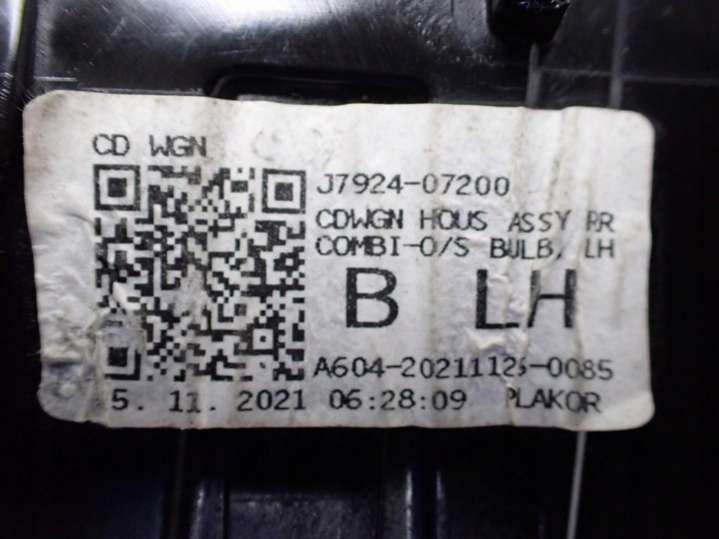 CD WGN
J7924-07200
CDWGN HOUS ASSY RR
COMBI-O/S BULB, LH
B LH
A604-20211125-0085
5. 11. 2021 06:28:09 PLAKOR